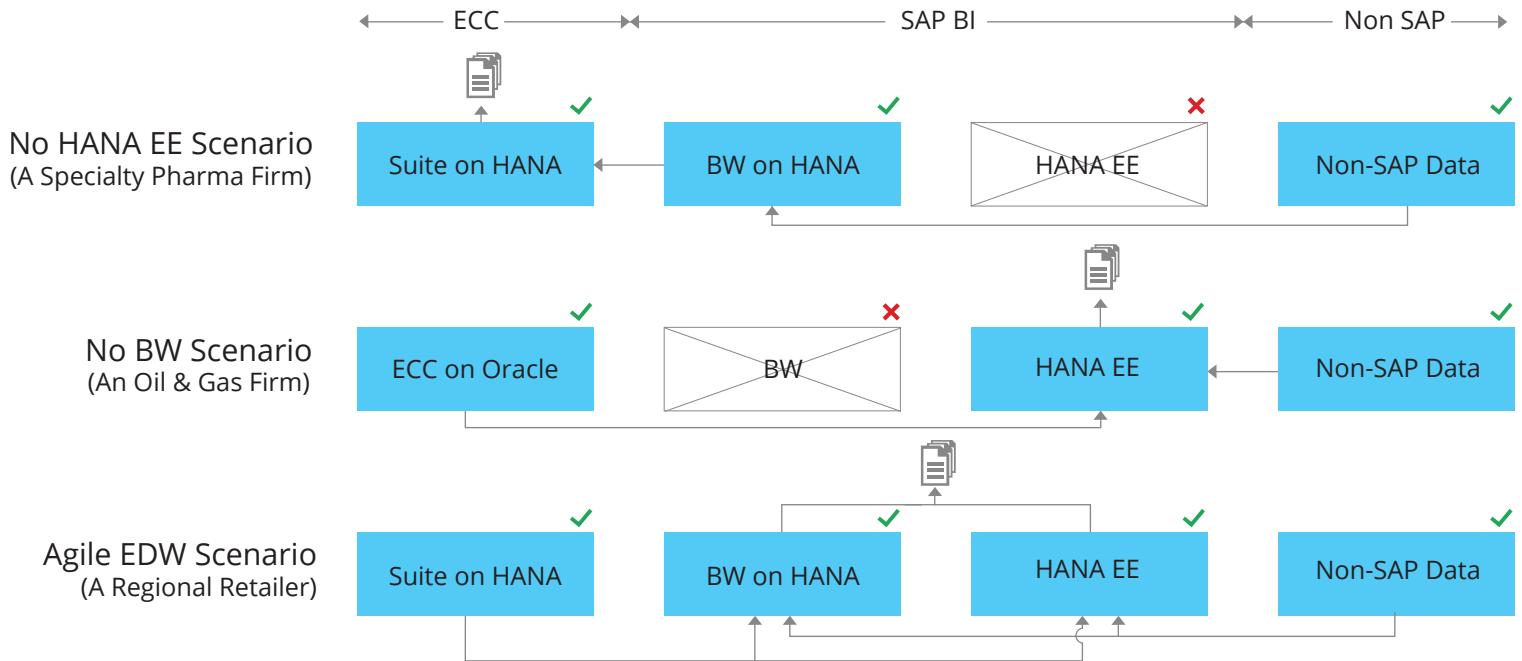 ECC SAP BI Non SAP
No HANA EE Scenario
(A Specialty Pharma Firm)
Suite on HANA BW on HANA HANA EE Non-SAP Data
No BW Scenario
(An Oil & Gas Firm)
ECC on Oracle BW HANA EE Non-SAP Data
Agile EDW Scenario
(A Regional Retailer)
Suite on HANA BW on HANA HANA EE Non-SAP Data